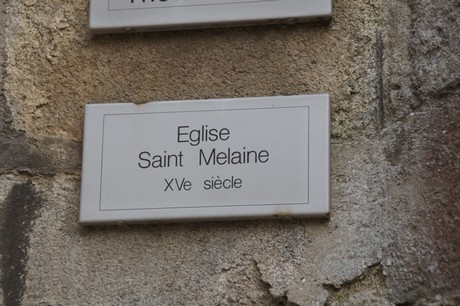 Eglise
Saint Melaine
XVe siècle